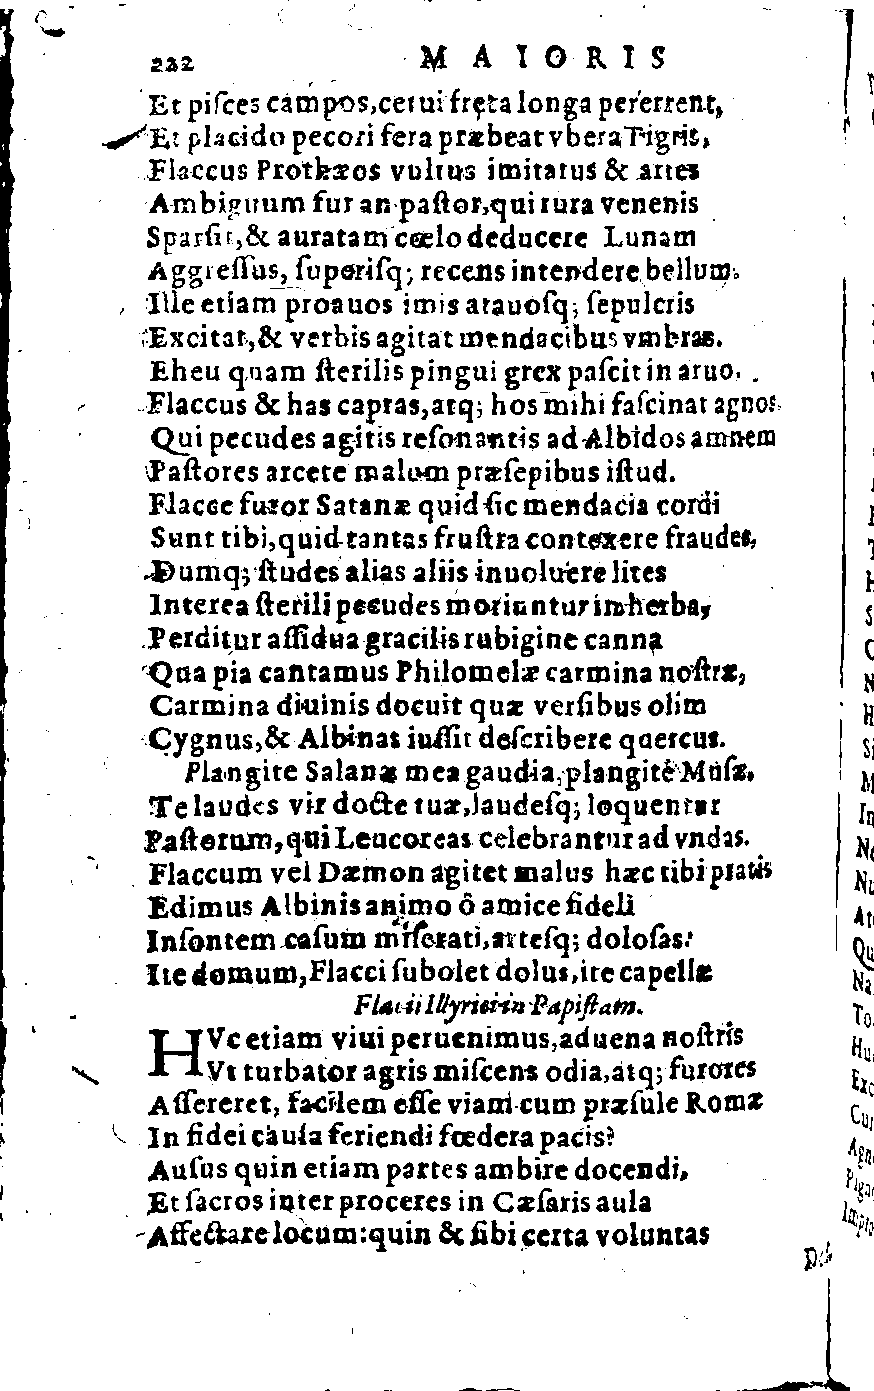 222 MAIORIS
Et piſces campos, cetui fręta longa pererrent,
Et placido pecori fera præbeat vbera Tigris,
Flaccus Protheos vultus imitatus & artes
Ambiguum fur an paſtor, qui rura venenis
Sparſit, & auratam cœlo deducere Lunam
Aggreſſus, ſuperiſq; recens intendere bellum.
Ille etiam proauos imis atauoſq; ſepulcris
Excitat, & verbis agitat mendacibus vmbras.
Eheu quam ſterilis pingui grex paſcit in aruo.
Flaccus & has capras, atq; hos mihi faſcinat agnos.
Qui pecudes agitis reſonantis ad Albidos amnem
Paſtores arcete malum præſepibus iſtud.
Flacce furor Satanæ quid ſic mendacia cordi
Sunt tibi, quid tantas fruſtra contexere fraudes,
Dumq; ſtudes alias aliis inuoluere lites
Interea ſterili pecudes moriuntur in herba,
Perditur aſſidua gracilis rubigine canna
Qua pia cantamus Philomelæ carmina noſtræ,
Carmina diuinis docuit quæ verſibus olim
Cygnus, & Albinas iuſſit deſcribere quercus.
Plangite Salanæ mea gaudia, plangite Muſæ.
Te laudes vir docte tuæ, laudeſq; loquentur
Paſtorum, qui Leucoreas celebrantur ad vndas.
Flaccum vel Dæmon agitet malus hæc tibi pratis
Edimus Albinis animo ô amice fideli
Inſontem caſum miſerati, arteſq; doloſas:
Ite domum, Flacci ſubolet dolus, ite capellæ
Flacii Illyrici in Papiſtam.
HVc etiam viui peruenimus, aduena noſtris
Vt turbator agris miſcens odia, atq; furores
Aſſereret, facilem eſſe viam cum præſule Romæ
In fidei cauſa feriendi fœdera pacis?
Auſus quin etiam partes ambire docendi,
Et ſacros inter proceres in Cæſaris aula
Affectare locum: quin & ſibi certa voluntas